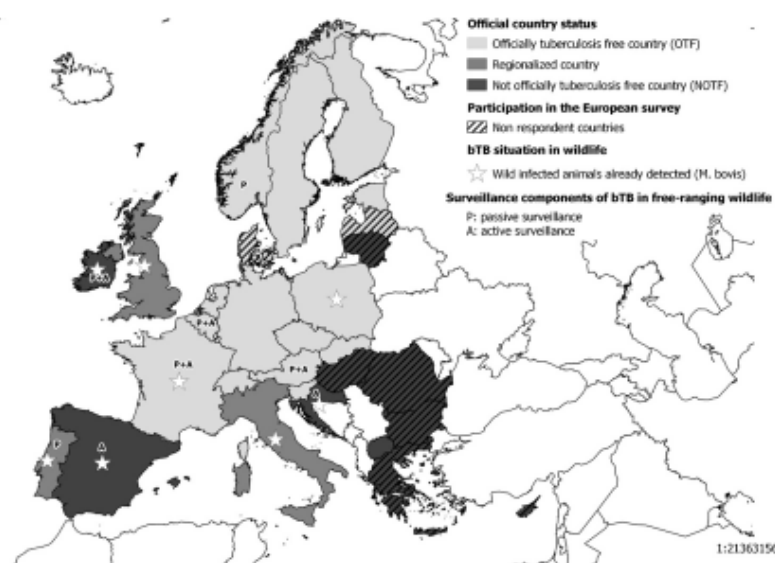 Official country status
Officially tuberculosis free country (OTF)
Regionalized country
Not officially tuberculosis free country (NOTF)
Participation in the European survey
Non respondent countries
bTB situation in wildlife
Wild infected animals already detected (M. bovis)
Surveillance components of bTB in free-ranging wildlife
P: passive surveillance
A: active surveillance
P
P+A
P+A
P+A
P+A
A
P
A
1:21363156